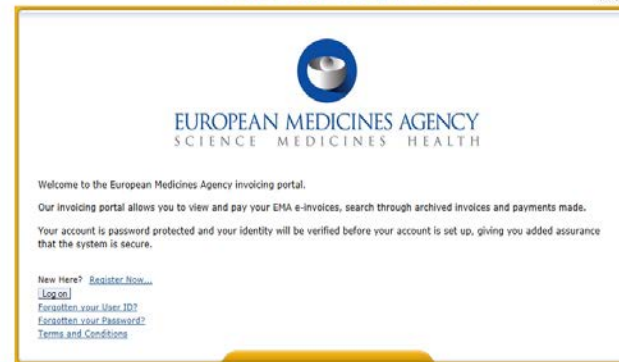 EUROPEAN MEDICINES AGENCY
SCIENCE MEDICINES HEALTH
Welcome to the European Medicines Agency invoicing portal.
Our invoicing portal allows you to view and pay your EMA e-invoices, search through archived invoices and payments made.
Your account is password protected and your identity will be verified before your account is set up, giving you added assurance
that the system is secure.
New Here? Register Now...
Log on
Forgotten your User ID?
Forgotten your Password?
Terms and Conditions